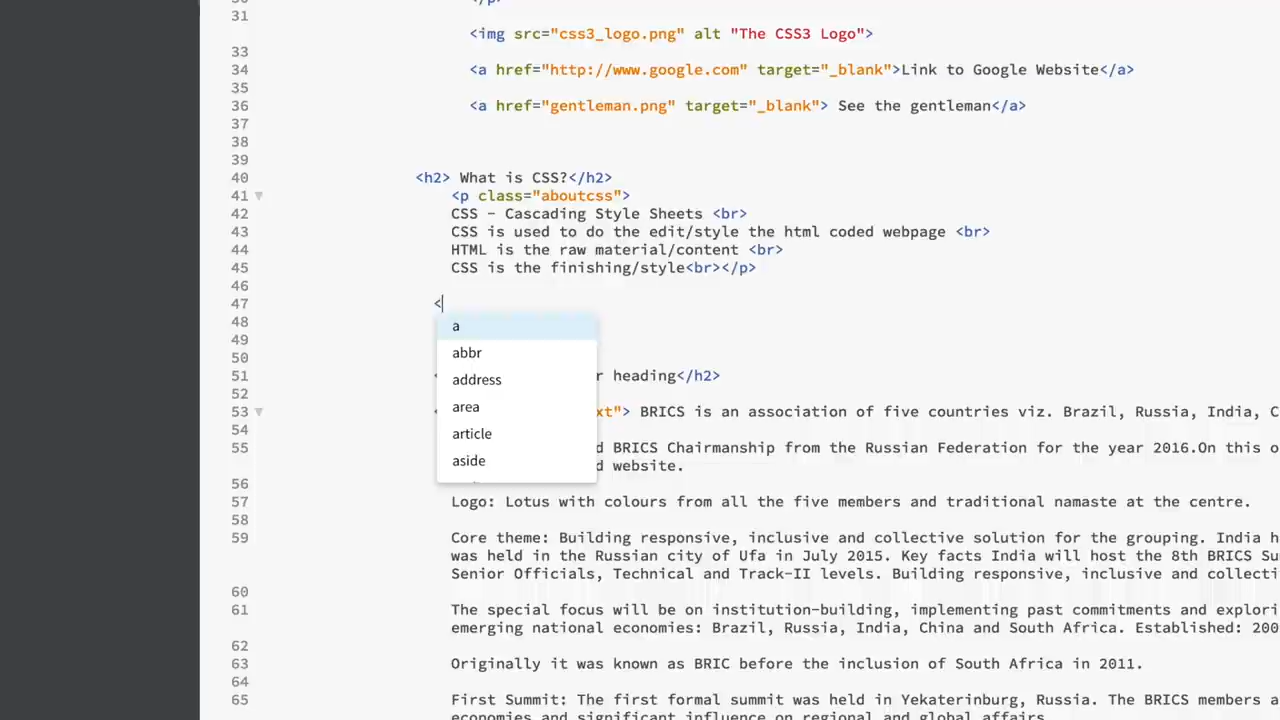 31
<img src="css3_logo.png" alt "The CSS3 Logo">
33
34 <a href="http://www.google.com" target="_blank">Link to Google Website</a>
35
36 <a href="gentleman.png" target="_blank"> See the gentleman</a>
37
38
39
40 <h2> What is CSS?</h2>
41 <p class="aboutcss">
42 CSS - Cascading Style Sheets <br>
43 CSS is used to do the edit/style the html coded webpage <br>
44 HTML is the raw material/content <br>
45 CSS is the finishing/style<br></p>
46
47 <
a
abbr
address
area
article
aside
48
49
50
51 heading</h2>
52
53 "> BRICS is an association of five countries viz. Brazil, Russia, India,
54
55 BRICS Chairmanship from the Russian Federation for the year 2016.On this
website.
56
57 Logo: Lotus with colours from all the five members and traditional namaste at the centre.
58
59 Core theme: Building responsive, inclusive and collective solution for the grouping. India
was held in the Russian city of Ufa in July 2015. Key facts India will host the 8th BRICS
Senior Officials, Technical and Track-II levels. Building responsive, inclusive and
60
61 The special focus will be on institution-building, implementing past commitments and
emerging national economies: Brazil, Russia, India, China and South Africa. Established:
62
63 Originally it was known as BRIC before the inclusion of South Africa in 2011.
64
65 First Summit: The first formal summit was held in Yekaterinburg, Russia. The BRICS members
economies and significant influence on regional and global affairs.